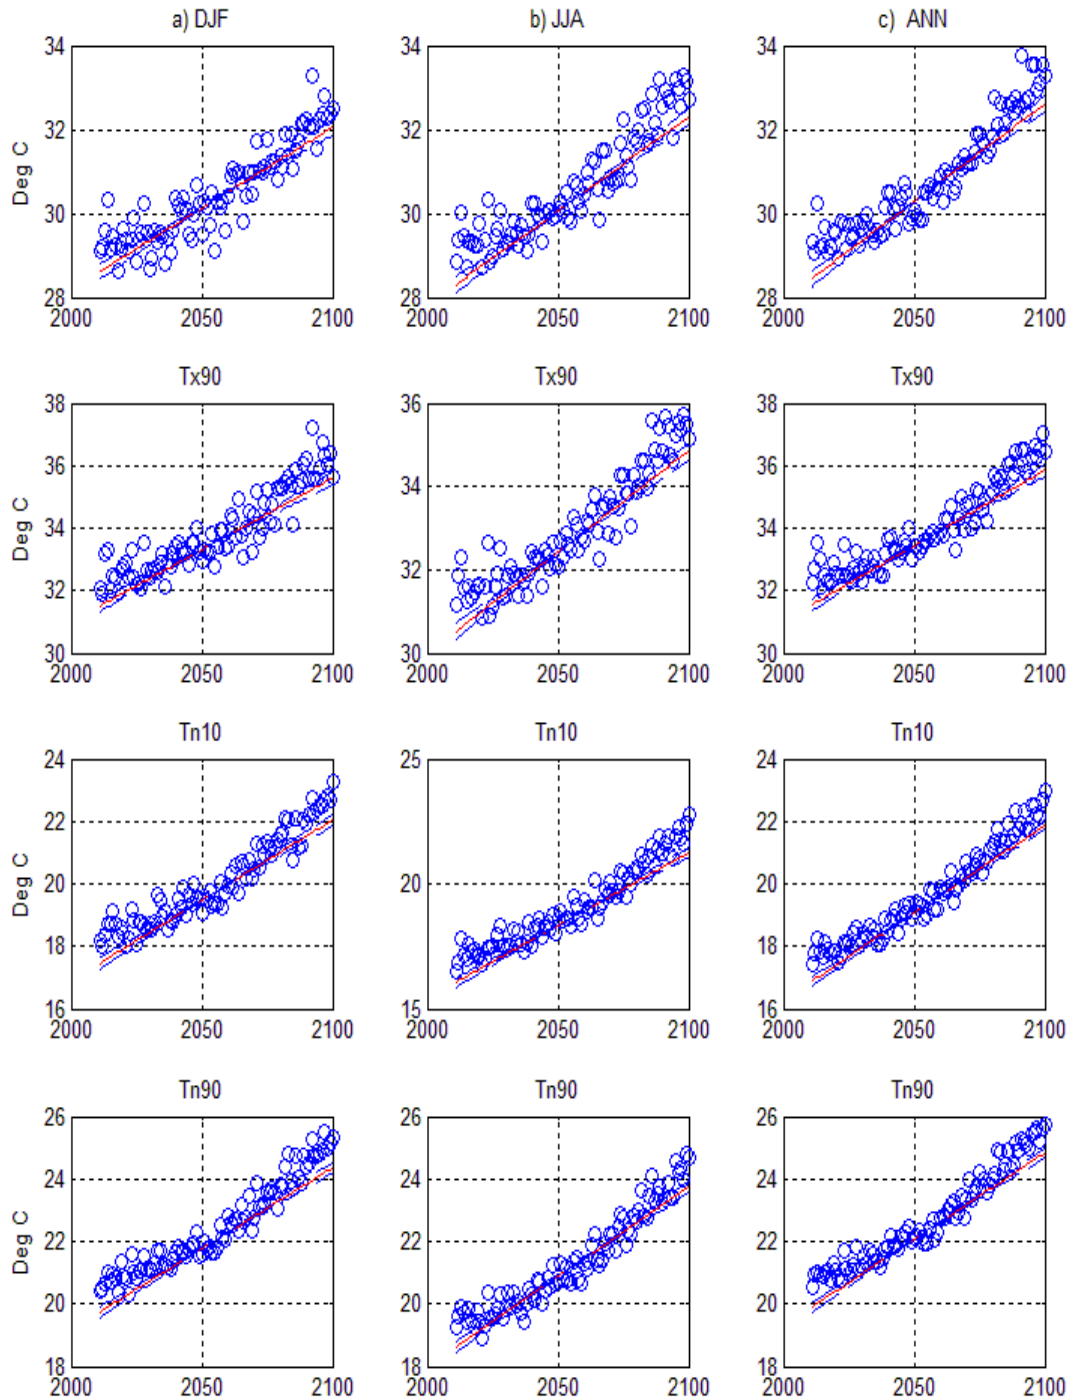 a) DJF b) JJA c) ANN
34 34 34
32 32 32
30 30 30
28 28 28
Deg C
2000 2050 2100 2000 2050 2100 2000 2050 2100
Tx90 Tx90 Tx90
38 36 38
36 34 36
34 32 34
32 30 32
30 30
Deg C
2000 2050 2100 2000 2050 2100 2000 2050 2100
Tn10 Tn10 Tn10
24 25 24
22 20 22
20 15 20
18 18
16 16
Deg C
2000 2050 2100 2000 2050 2100 2000 2050 2100
Tn90 Tn90 Tn90
26 26 26
24 24 24
22 22 22
20 20 20
18 18 18
Deg C
2000 2050 2100 2000 2050 2100 2000 2050 2100